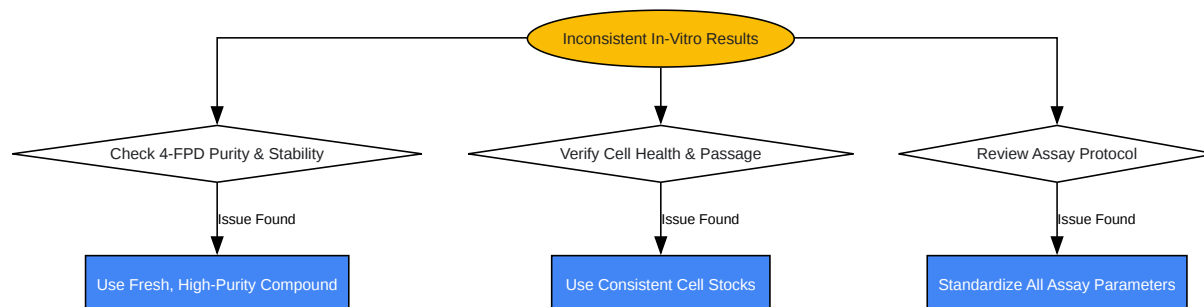 Inconsistent In-Vitro Results
Check 4-FPD Purity & Stability
Verify Cell Health & Passage
Review Assay Protocol
Issue Found
Issue Found
Issue Found
Use Fresh, High-Purity Compound
Use Consistent Cell Stocks
Standardize All Assay Parameters